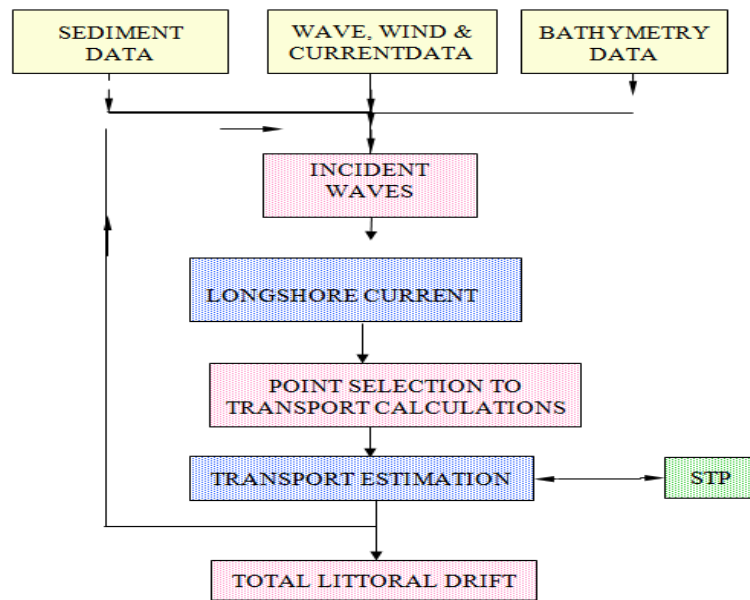 SEDIMENT
DATA
WAVE, WIND &
CURRENTDATA
BATHYMETRY
DATA
INCIDENT
WAVES
LONGSHORE CURRENT
POINT SELECTION TO
TRANSPORT CALCULATIONS
TRANSPORT ESTIMATION
STP
TOTAL LITTORAL DRIFT